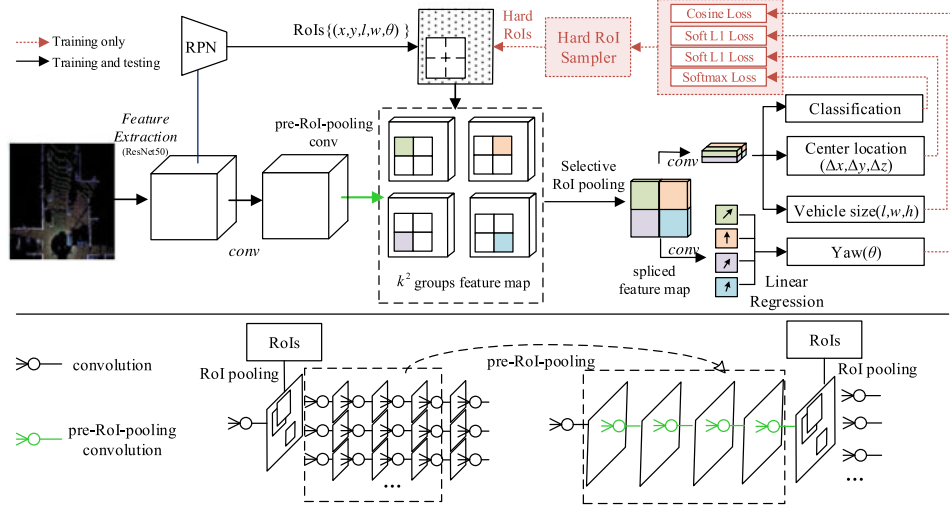 Training only
Training and testing
RPN
RoIs{(x,y,l,w,θ) }
Hard
RoIs
Hard RoI
Sampler
Cosine Loss
Soft L1 Loss
Soft L1 Loss
Softmax Loss
Feature
Extraction
(ResNet50)
pre-RoI-pooling
conv
conv
k² groups feature map
Selective
RoI pooling
conv
conv
spliced
feature map
Linear
Regression
Classification
Center location
(Δx,Δy,Δz)
Vehicle size(l,w,h)
Yaw(θ)
convolution
pre-RoI-pooling
convolution
RoIs
RoI pooling
...
pre-RoI-pooling
RoIs
RoI pooling
...